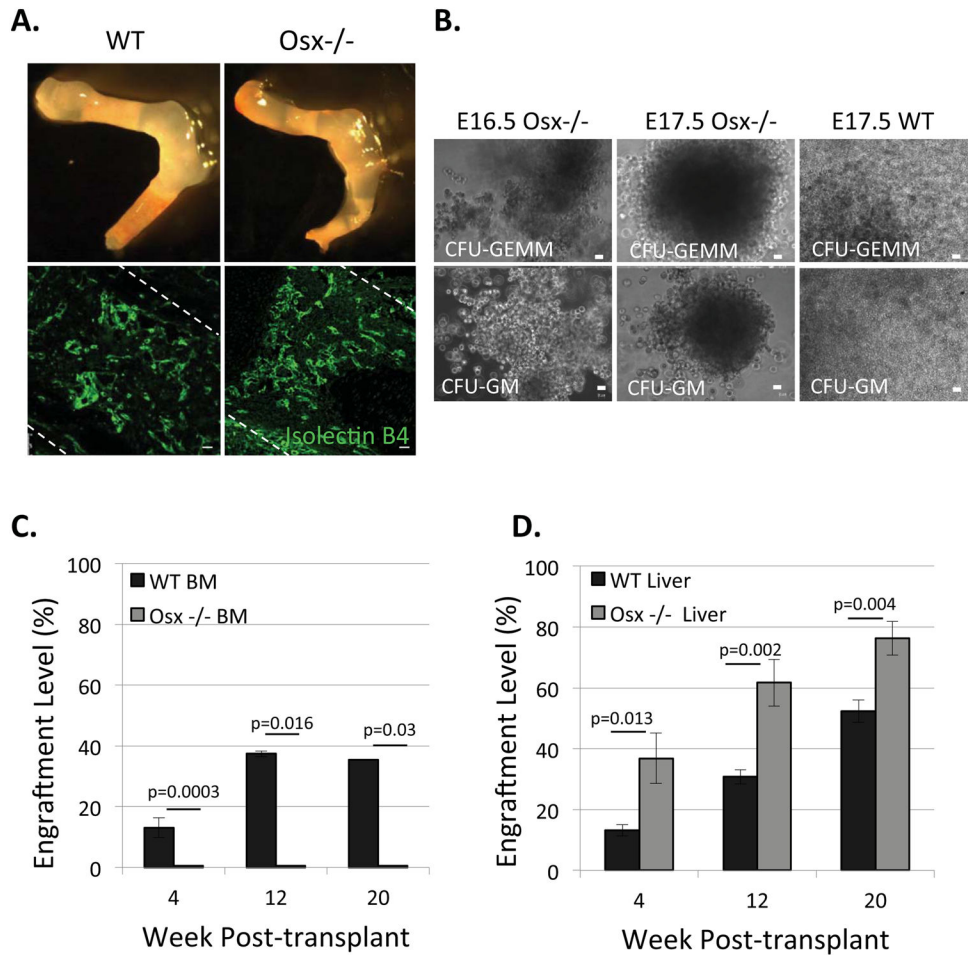 A.
WT
Osx-/-
Isolectin B4
B.
E16.5 Osx-/-
E17.5 Osx-/-
E17.5 WT
CFU-GEMM
CFU-GEMM
CFU-GEMM
CFU-GM
CFU-GM
CFU-GM
C.
Engraftment Level (%)
100
80
60
40
20
0
WT BM
Osx -/- BM
p=0.0003
p=0.016
p=0.03
4
12
20
Week Post-transplant
D.
Engraftment Level (%)
100
80
60
40
20
0
WT Liver
Osx -/- Liver
p=0.013
p=0.002
p=0.004
4
12
20
Week Post-transplant